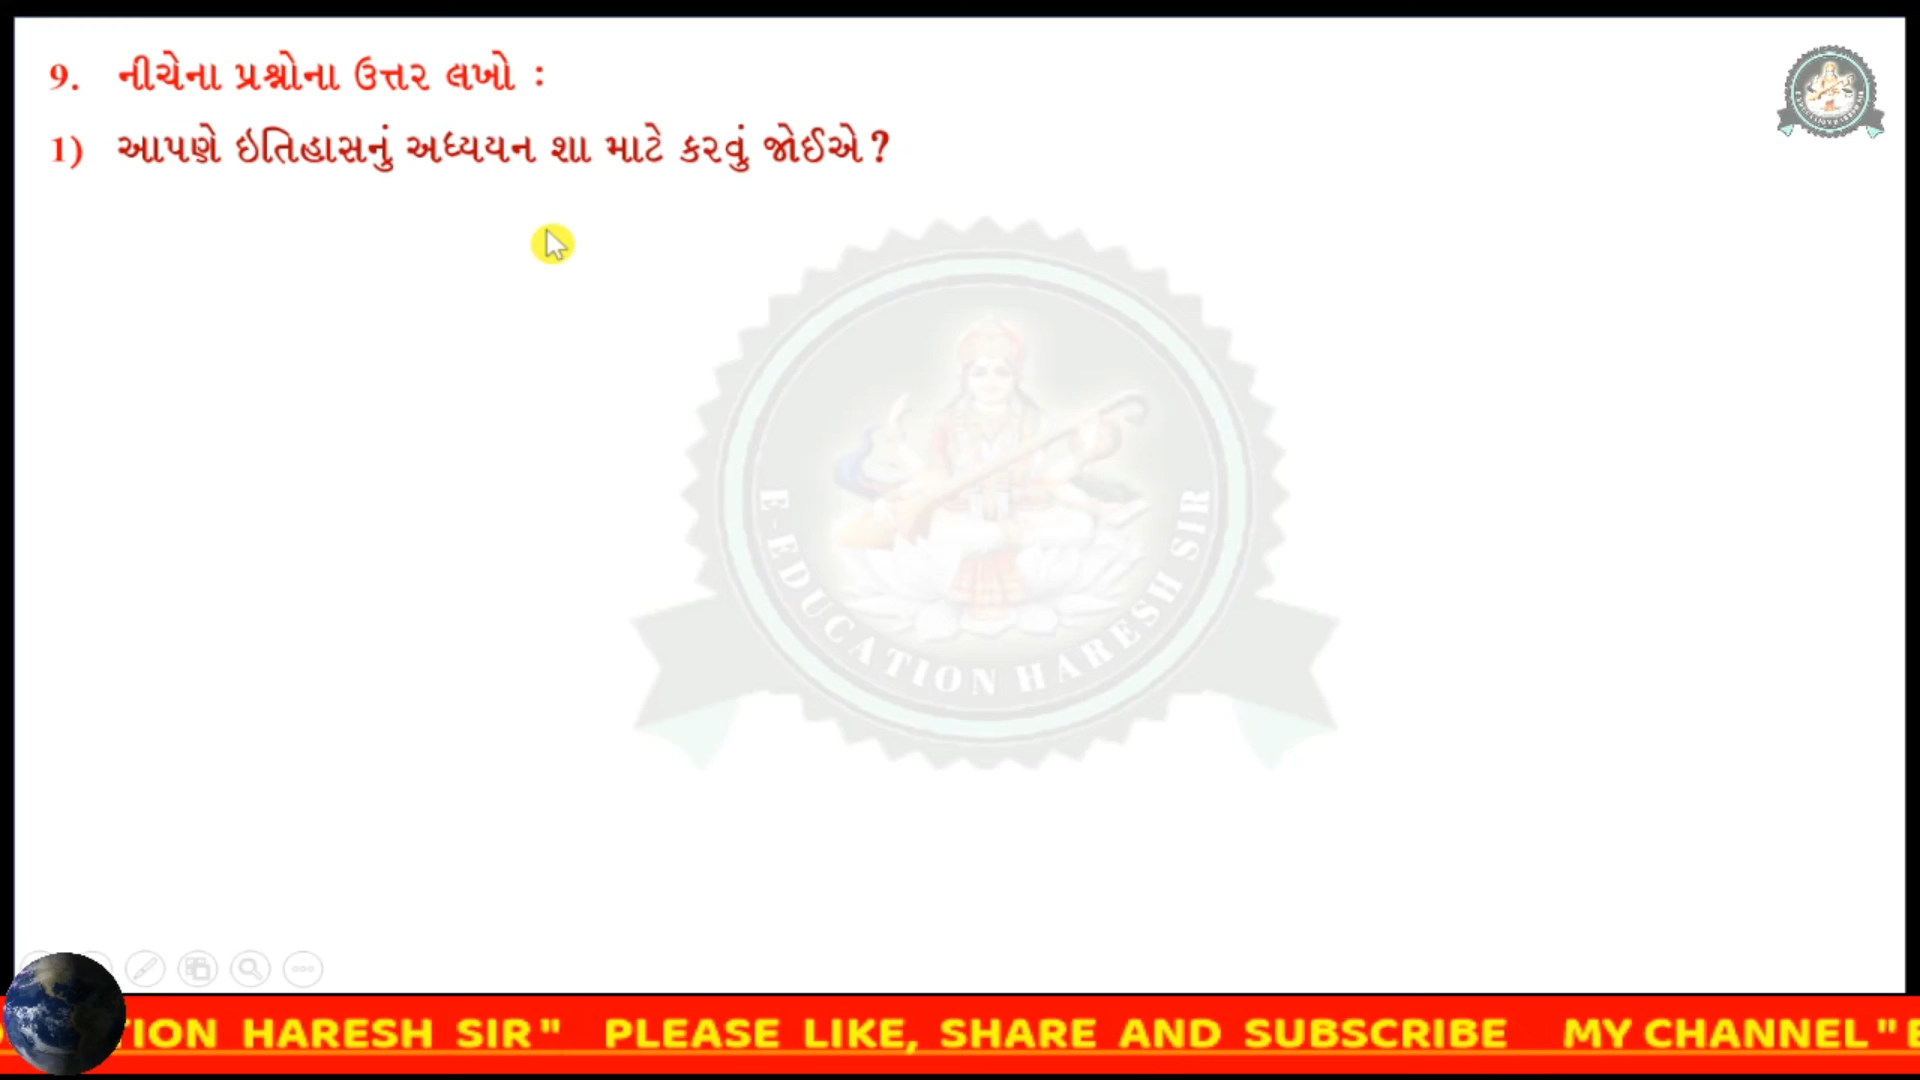 9. નીચેના પ્રશ્નોના ઉત્તર લખો :
1) આપણે ઇતિહાસનું અધ્યયન શા માટે કરવું જોઈએ?
E-EDUCATION HARESH SIR
TION HARESH SIR" PLEASE LIKE, SHARE AND SUBSCRIBE MY CHANNEL" E